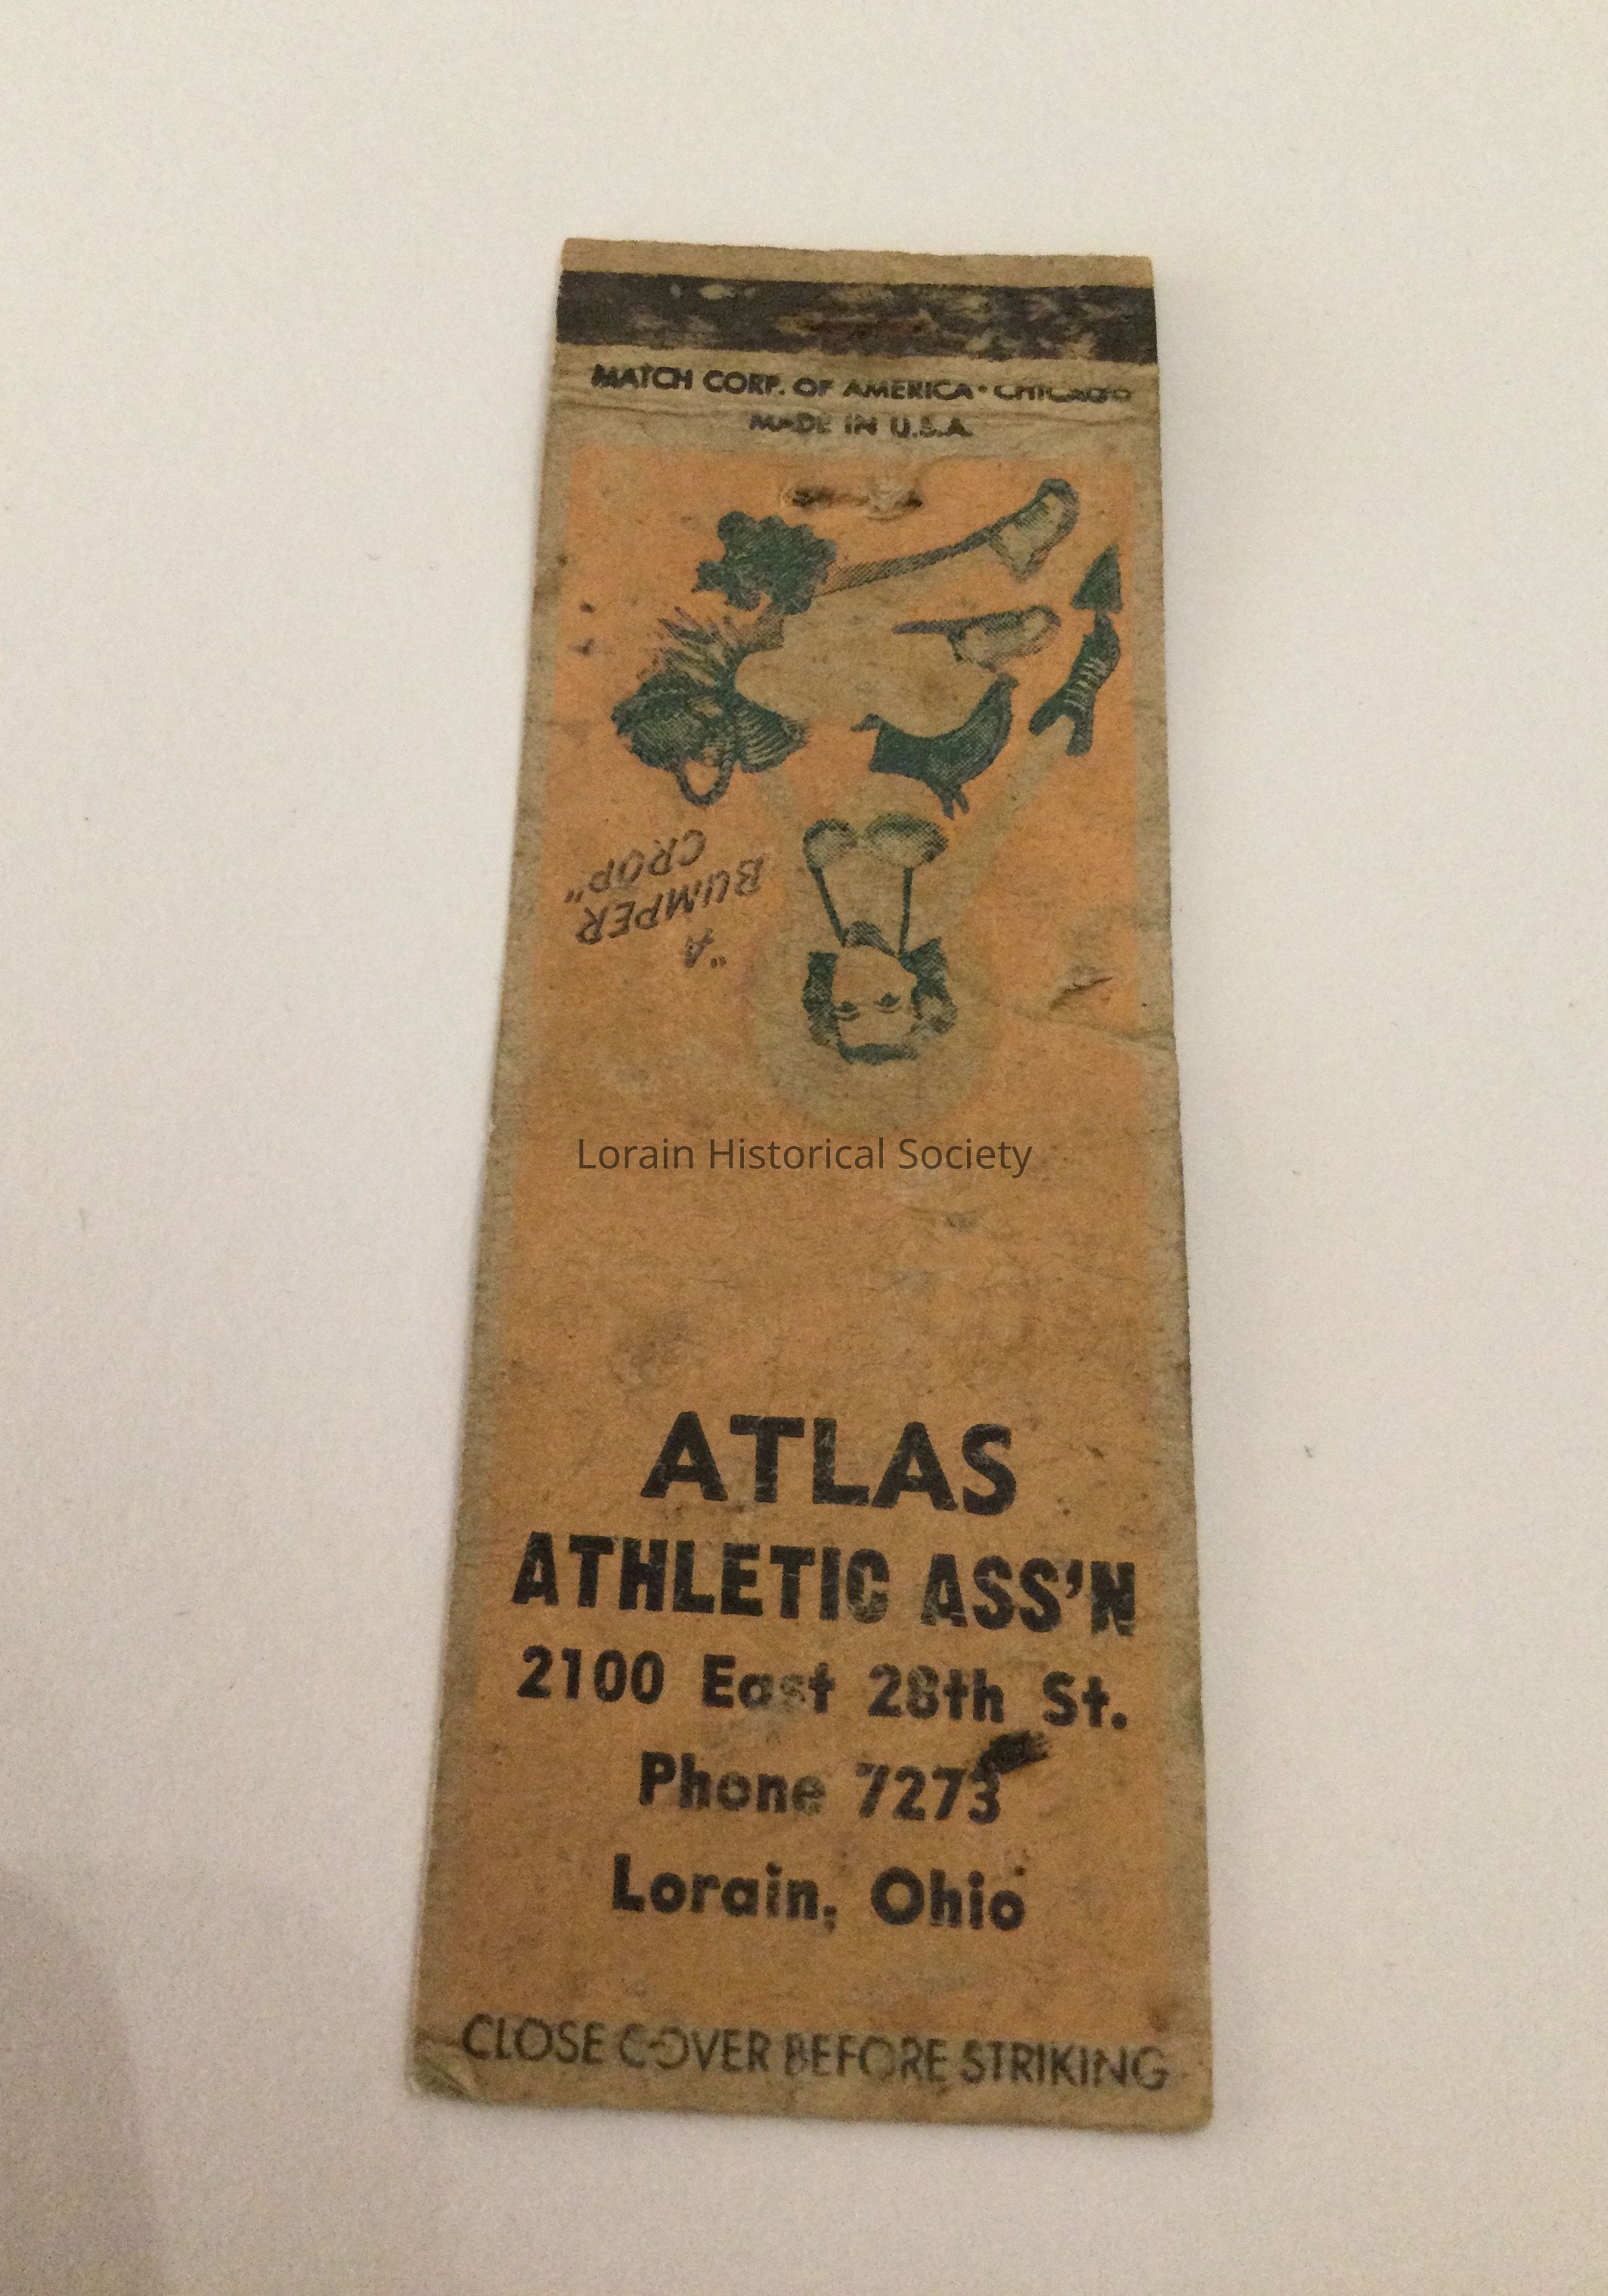 MATCH CORP. OF AMERICA · CHICAGO
MADE IN U.S.A.
"A
BUMPER
CROP"
Lorain Historical Society
ATLAS
ATHLETIC ASS'N
2100 East 28th St.
Phone 7273
Lorain, Ohio
CLOSE COVER BEFORE STRIKING